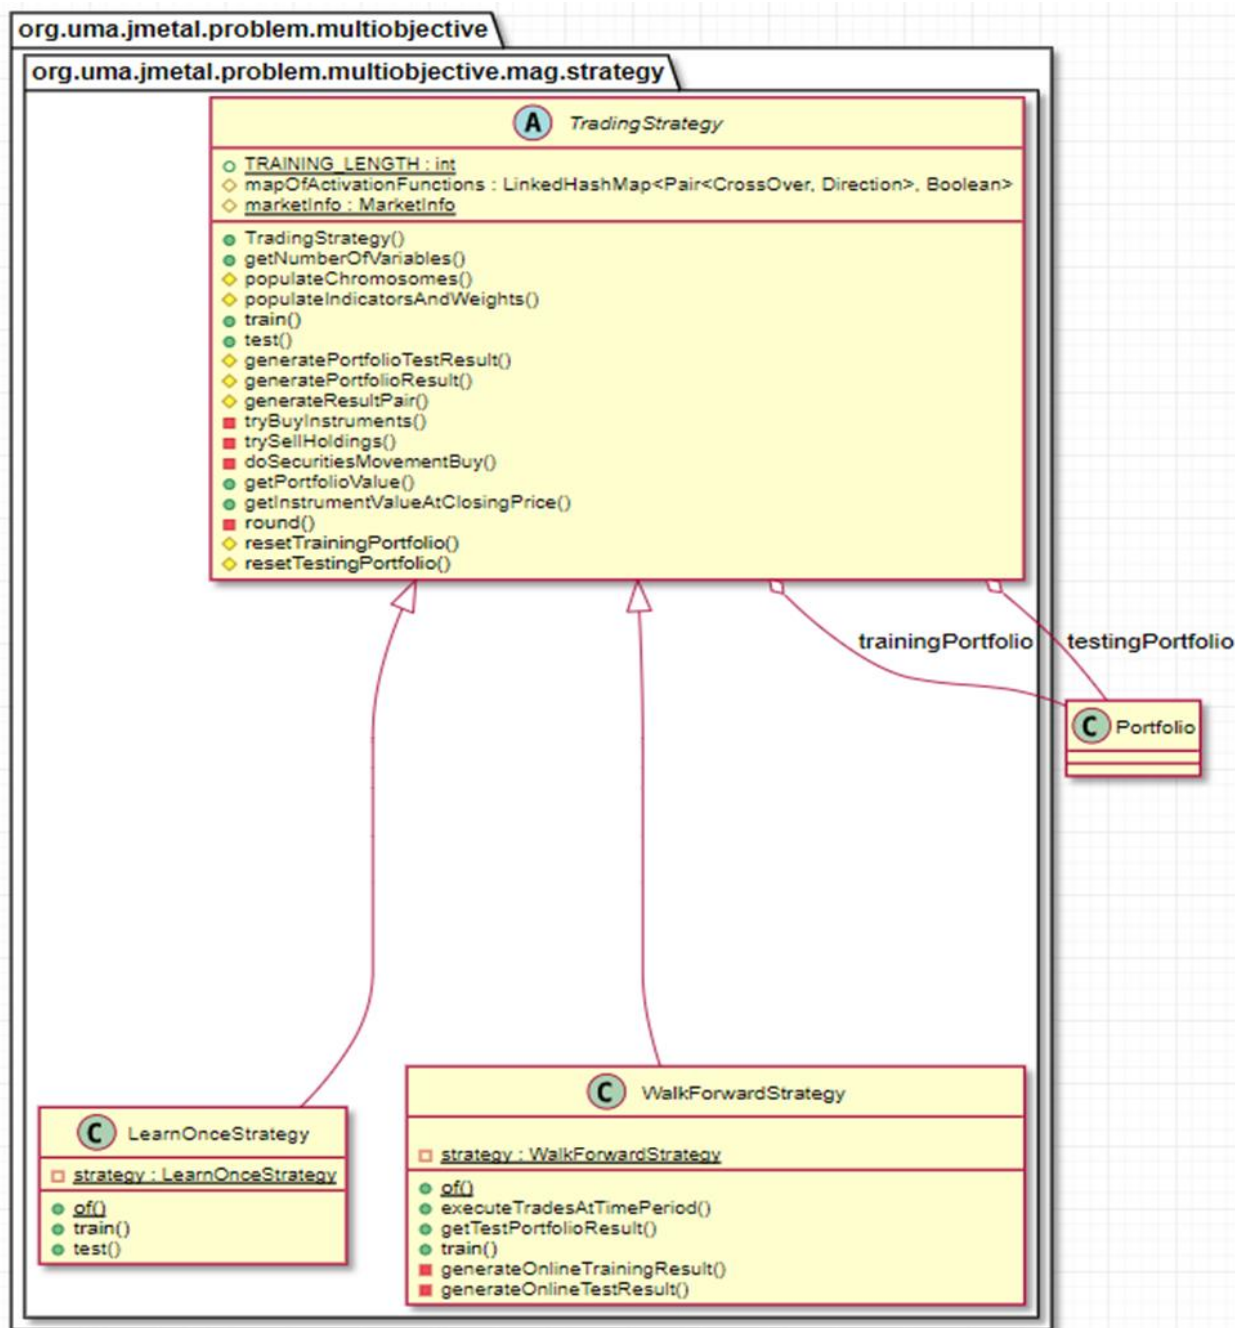 org.uma.jmetal.problem.multiobjective
org.uma.jmetal.problem.multiobjective.mag.strategy
A TradingStrategy
TRAINING_LENGTH : int
mapOfActivationFunctions : LinkedHashMap<Pair<CrossOver, Direction>, Boolean>
marketInfo : MarketInfo
TradingStrategy()
getNumberOfVariables()
populateChromosomes()
populateIndicatorsAndWeights()
train()
test()
generatePortfolioTestResult()
generatePortfolioResult()
generateResultPair()
tryBuyInstruments()
trySellHoldings()
doSecuritiesMovementBuy()
getPortfolioValue()
getInstrumentValueAtClosingPrice()
round()
resetTrainingPortfolio()
resetTestingPortfolio()
trainingPortfolio
testingPortfolio
C Portfolio
C LearnOnceStrategy
strategy : LearnOnceStrategy
of()
train()
test()
C WalkForwardStrategy
strategy : WalkForwardStrategy
of()
executeTradesAtTimePeriod()
getTestPortfolioResult()
train()
generateOnlineTrainingResult()
generateOnlineTestResult()